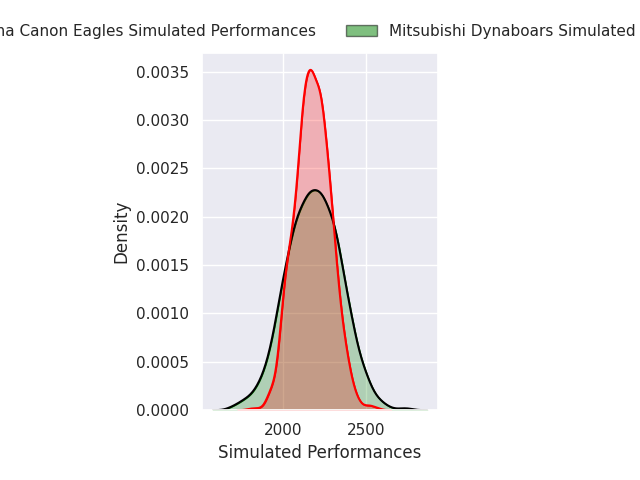 na Canon Eagles Simulated Performances
Mitsubishi Dynaboars Simulated
0.0035
0.0030
0.0025
0.0020
0.0015
0.0010
0.0005
0.0000
Density
2000 2500
Simulated Performances